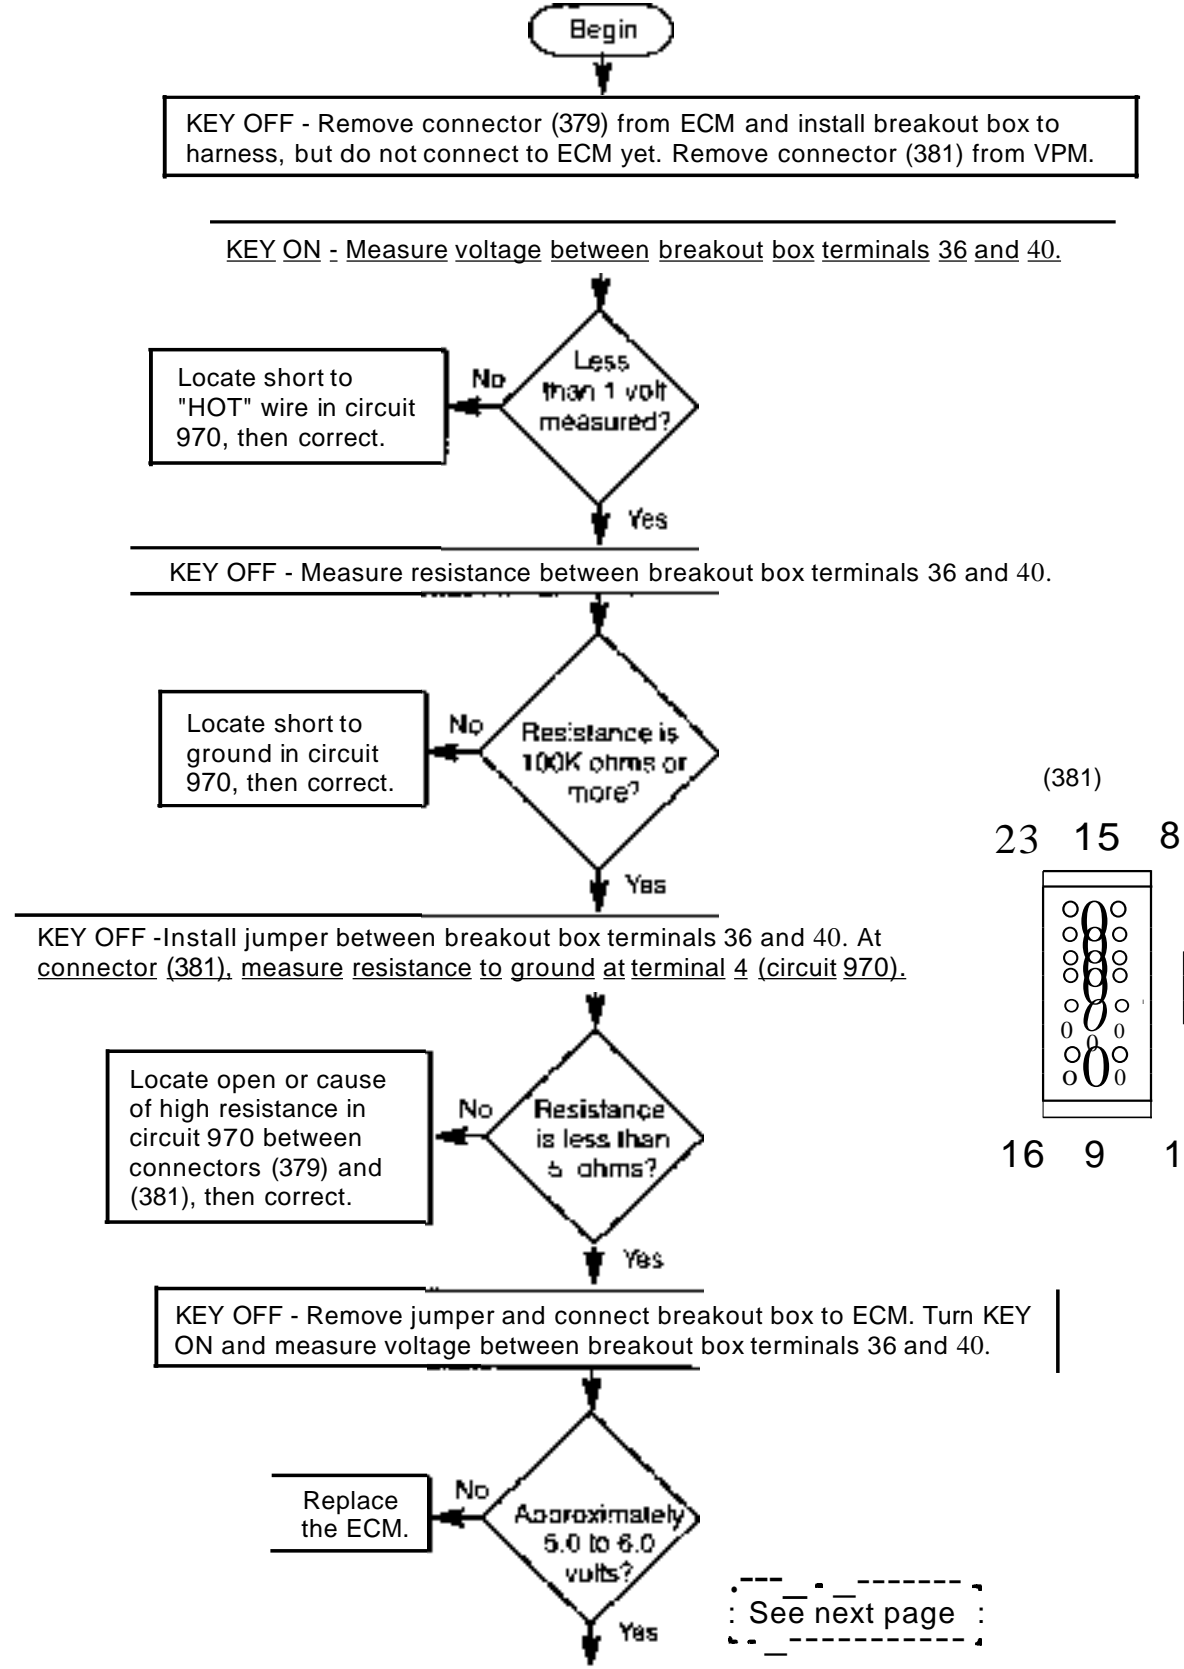 Begin
KEY OFF - Remove connector (379) from ECM and install breakout box to
harness, but do not connect to ECM yet. Remove connector (381) from VPM.
KEY ON - Measure voltage between breakout box terminals 36 and 40.
Less
than 1 volt
measured?
No
Locate short to
"HOT" wire in circuit
970, then correct.
Yes
KEY OFF - Measure resistance between breakout box terminals 36 and 40.
Resistance is
100K ohms or
more?
No
Locate short to
ground in circuit
970, then correct.
Yes
(381)
23 15 8
16 9 1
KEY OFF -Install jumper between breakout box terminals 36 and 40. At
connector (381), measure resistance to ground at terminal 4 (circuit 970).
Resistance
is less than
5 ohms?
No
Locate open or cause
of high resistance in
circuit 970 between
connectors (379) and
(381), then correct.
Yes
KEY OFF - Remove jumper and connect breakout box to ECM. Turn KEY
ON and measure voltage between breakout box terminals 36 and 40.
Approximately
5.0 to 6.0
volts?
No
Replace
the ECM.
Yes
See next page